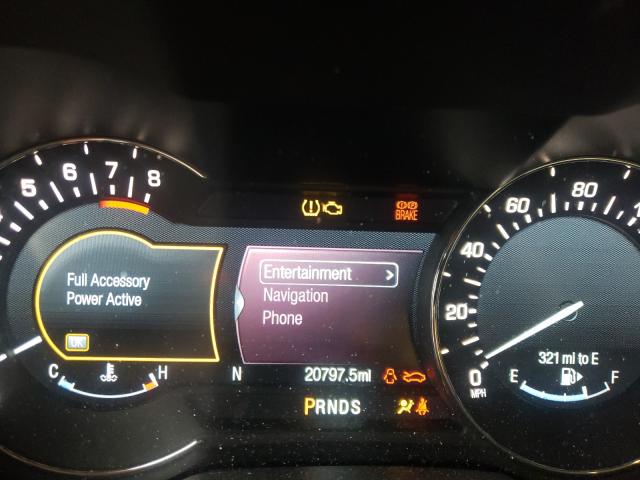 5 6 7 8
Full Accessory
Power Active
OK
C H
BRAKE
Entertainment >
Navigation
Phone
N 20797.5mi
PRNDS
0 20 40 60 80
MPH
321 mi to E
E F